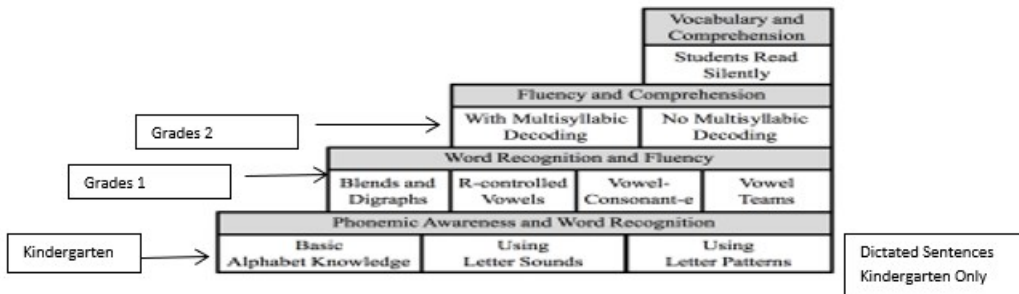 Vocabulary and
Comprehension
Students Read
Silently
Fluency and Comprehension
Grades 2
With Multisyllabic
Decoding
No Multisyllabic
Decoding
Word Recognition and Fluency
Grades 1
Blends and
Digraphs
R-controlled
Vowels
Vowel-
Consonant-e
Vowel
Teams
Phonemic Awareness and Word Recognition
Kindergarten
Basic
Alphabet Knowledge
Using
Letter Sounds
Using
Letter Patterns
Dictated Sentences
Kindergarten Only